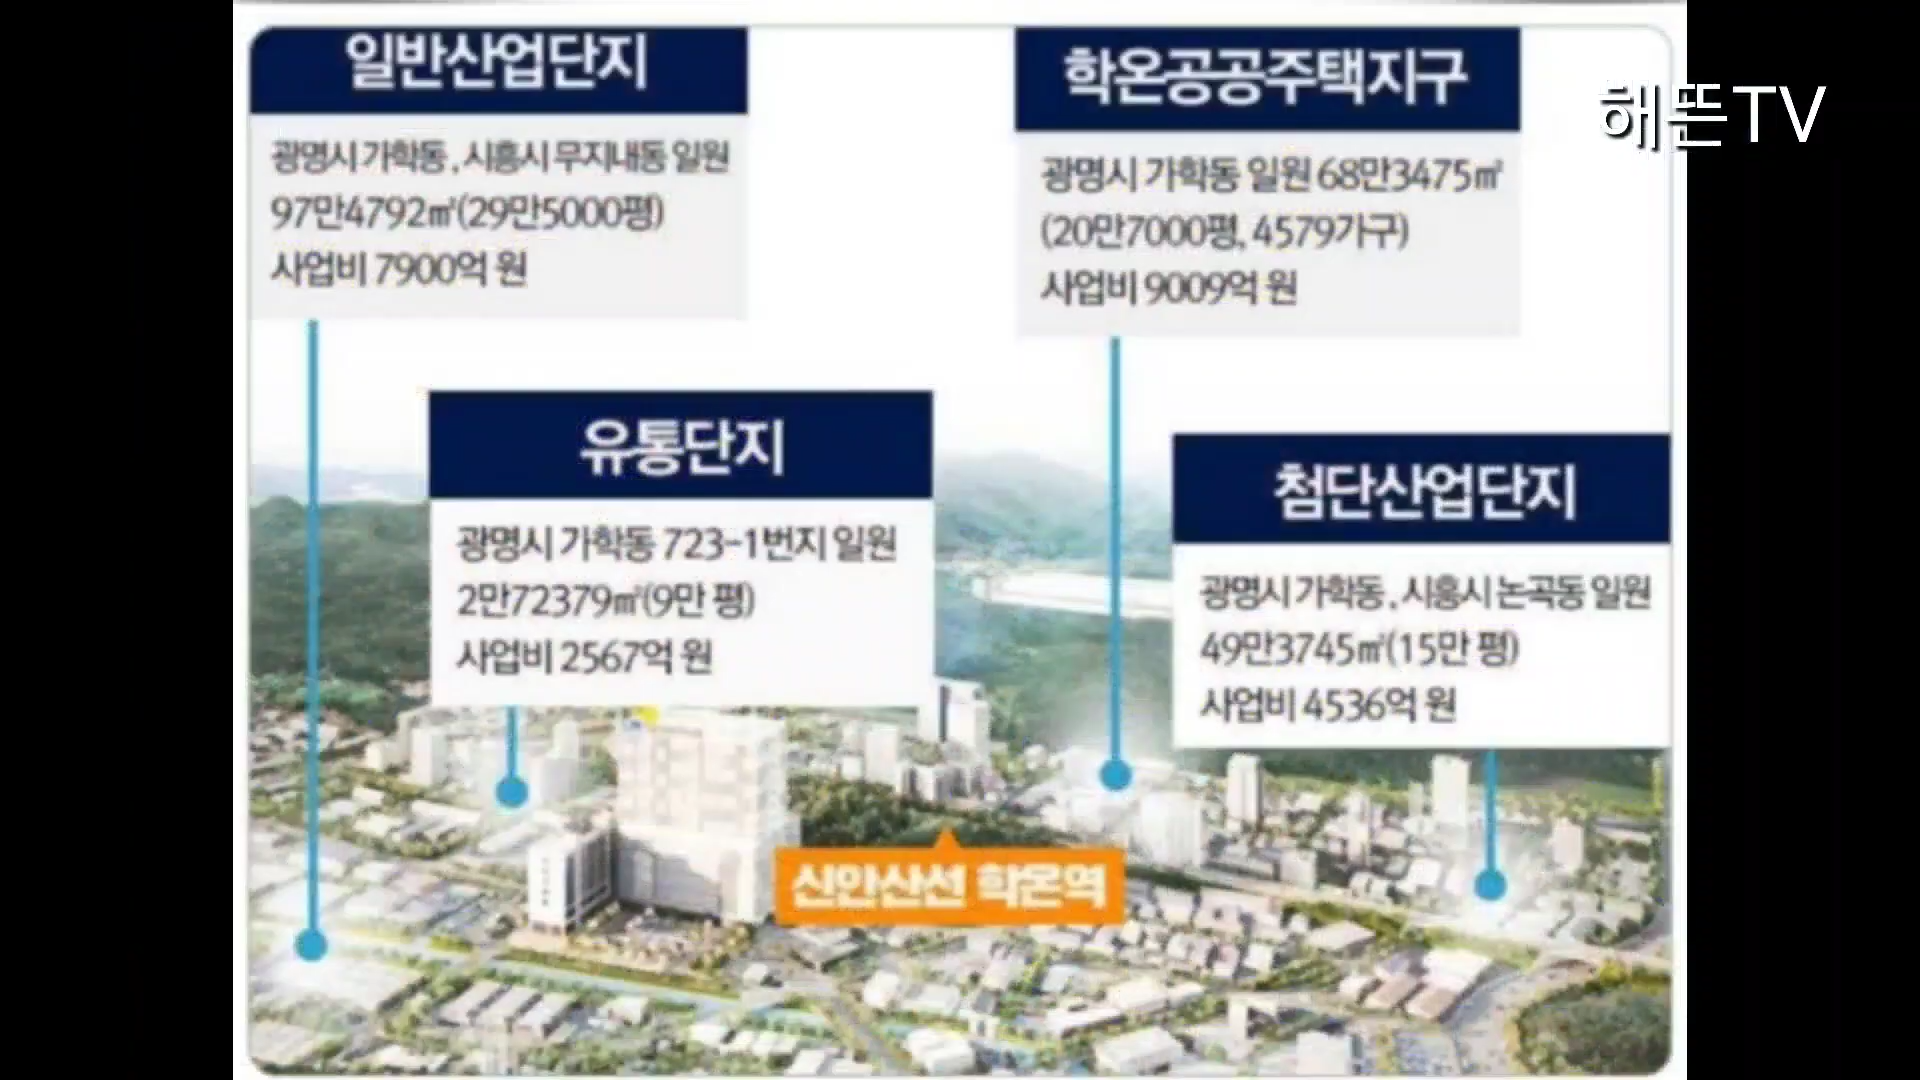 일반산업단지
광명시 가학동, 시흥시 무지내동 일원
97만4792㎡(29만5000평)
사업비 7900억 원
학온공공주택지구
광명시 가학동 일원 68만3475㎡
(20만7000평, 4579가구)
사업비 9009억 원
해뜬TV
유통단지
광명시 가학동 723-1번지 일원
2만72379㎡(9만 평)
사업비 2567억 원
첨단산업단지
광명시 가학동, 시흥시 논곡동 일원
49만3745㎡(15만 평)
사업비 4536억 원
신안산선 학온역